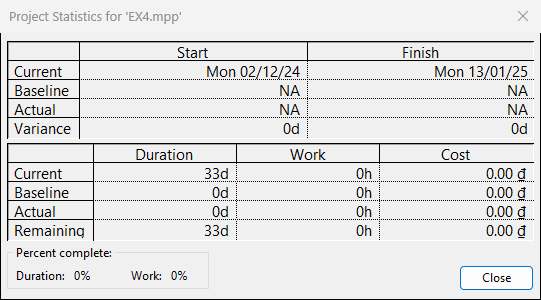 Project Statistics for 'EX4.mpp'
Start Finish
Current Mon 02/12/24 Mon 13/01/25
Baseline NA NA
Actual NA NA
Variance 0d 0d
Duration Work Cost
Current 33d 0h 0.00 ₫
Baseline 0d 0h 0.00 ₫
Actual 0d 0h 0.00 ₫
Remaining 33d 0h 0.00 ₫
Percent complete:
Duration: 0% Work: 0%
Close